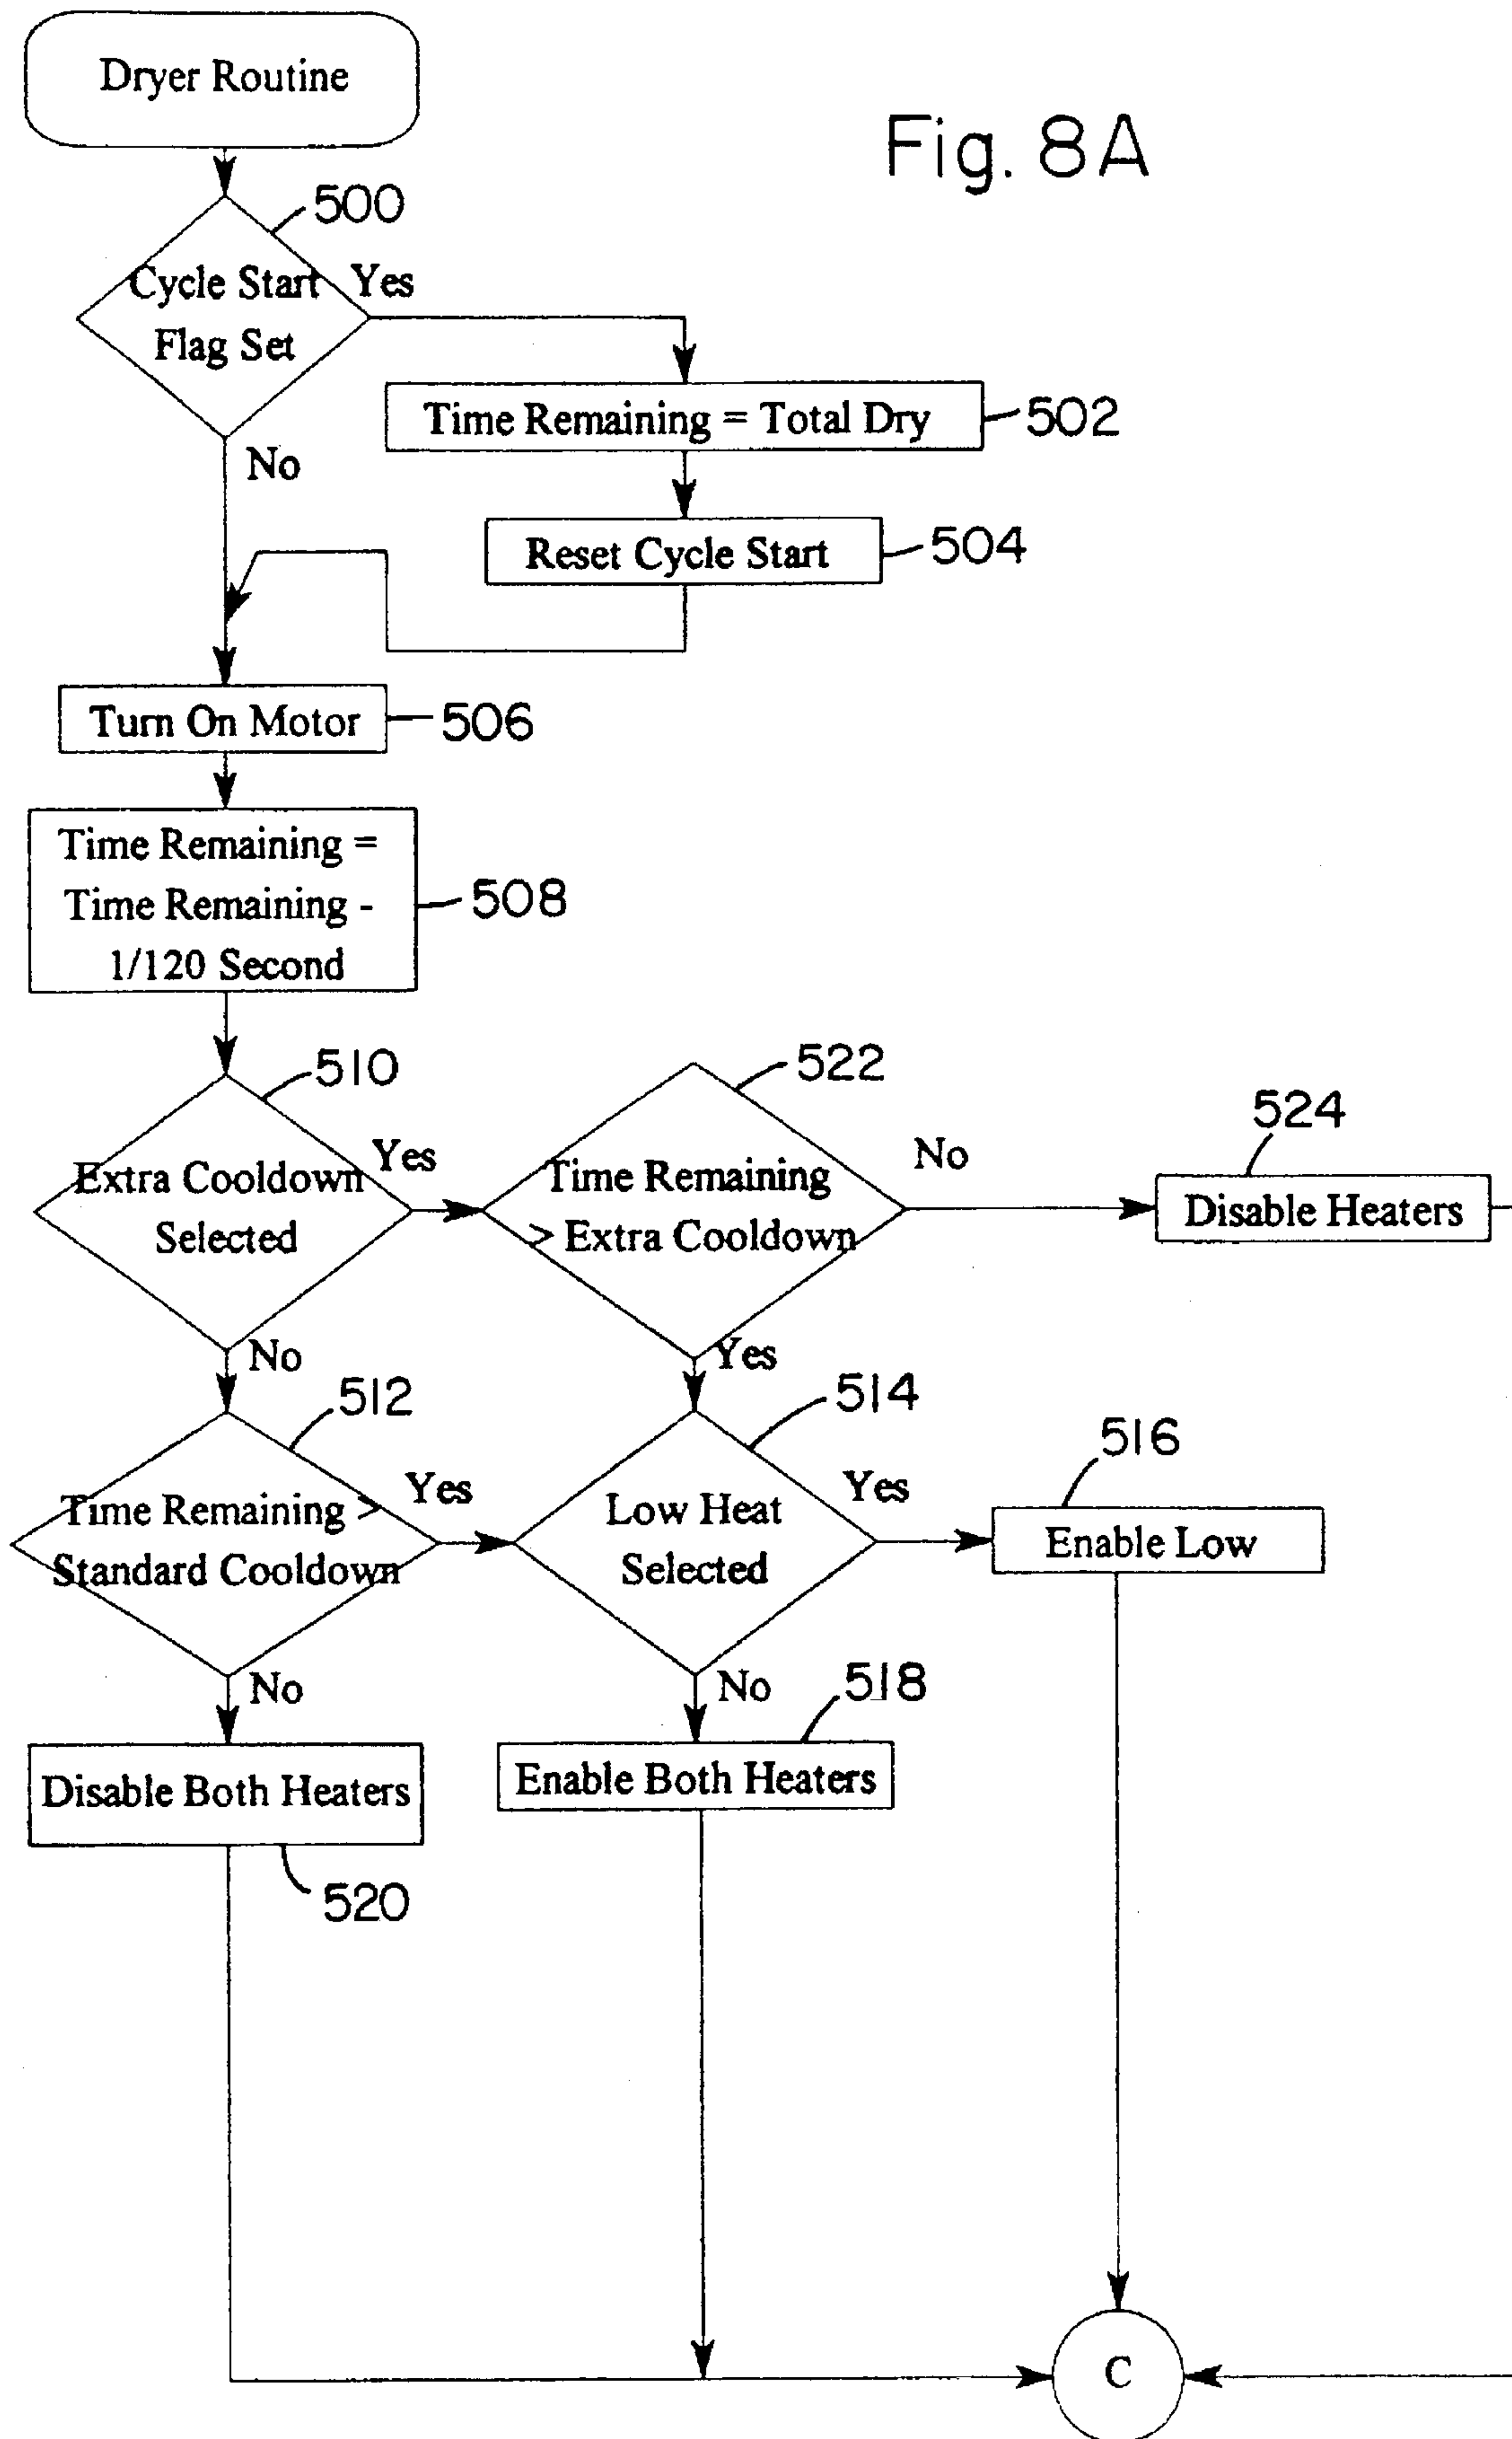 Dryer Routine
Fig. 8A
500
Cycle Start
Flag Set
Yes
No
Time Remaining = Total Dry
502
Reset Cycle Start
504
Turn On Motor
506
Time Remaining =
Time Remaining -
1/120 Second
508
510
Extra Cooldown
Selected
Yes
No
522
Time Remaining
> Extra Cooldown
No
Yes
524
Disable Heaters
512
Time Remaining >
Standard Cooldown
Yes
No
514
Low Heat
Selected
Yes
No
516
Enable Low
518
Enable Both Heaters
Disable Both Heaters
520
C